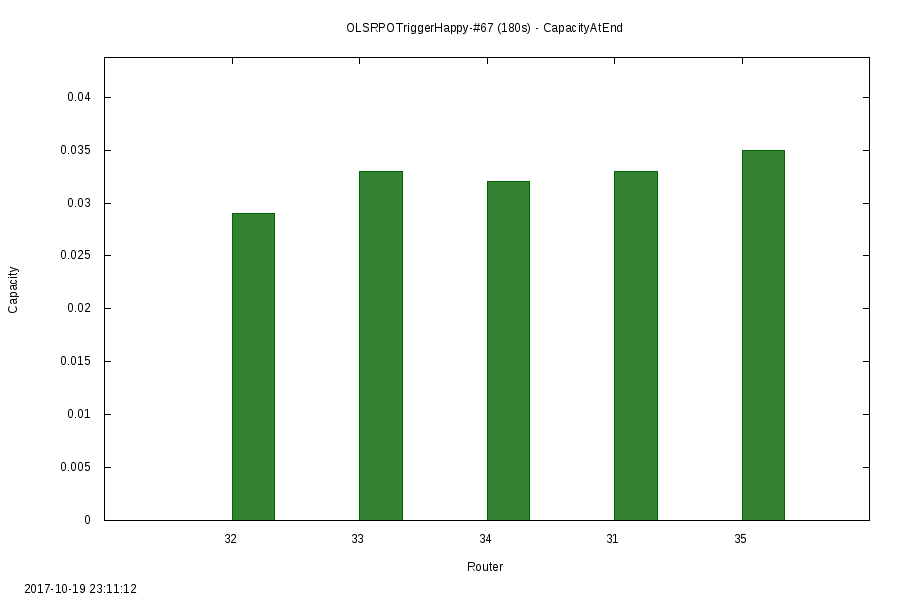 OLSRPOTriggerHappy-#67 (180s) - CapacityAtEnd
0.04
0.035
0.03
0.025
0.02
0.015
0.01
0.005
0
Capacity
32 33 34 31 35
Router
2017-10-19 23:11:12